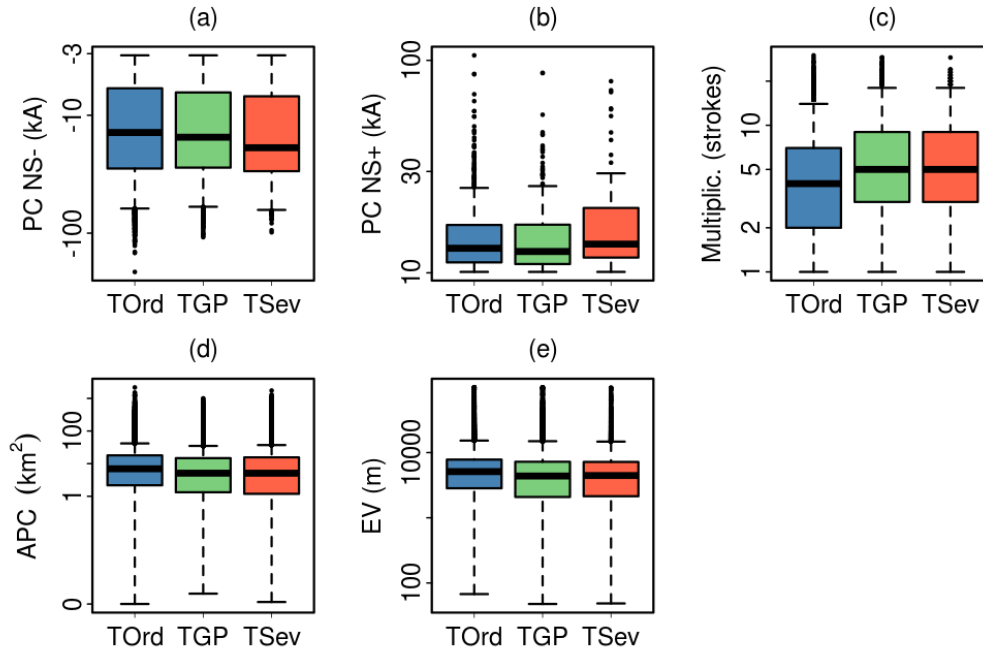 (a)
PC NS- (kA)
-3
-10
-100
TOrd TGP TSev
(b)
PC NS+ (kA)
100
30
10
TOrd TGP TSev
(c)
Multiplic. (strokes)
10
5
2
1
TOrd TGP TSev
(d)
APC (km²)
100
1
0
TOrd TGP TSev
(e)
EV (m)
10000
100
TOrd TGP TSev